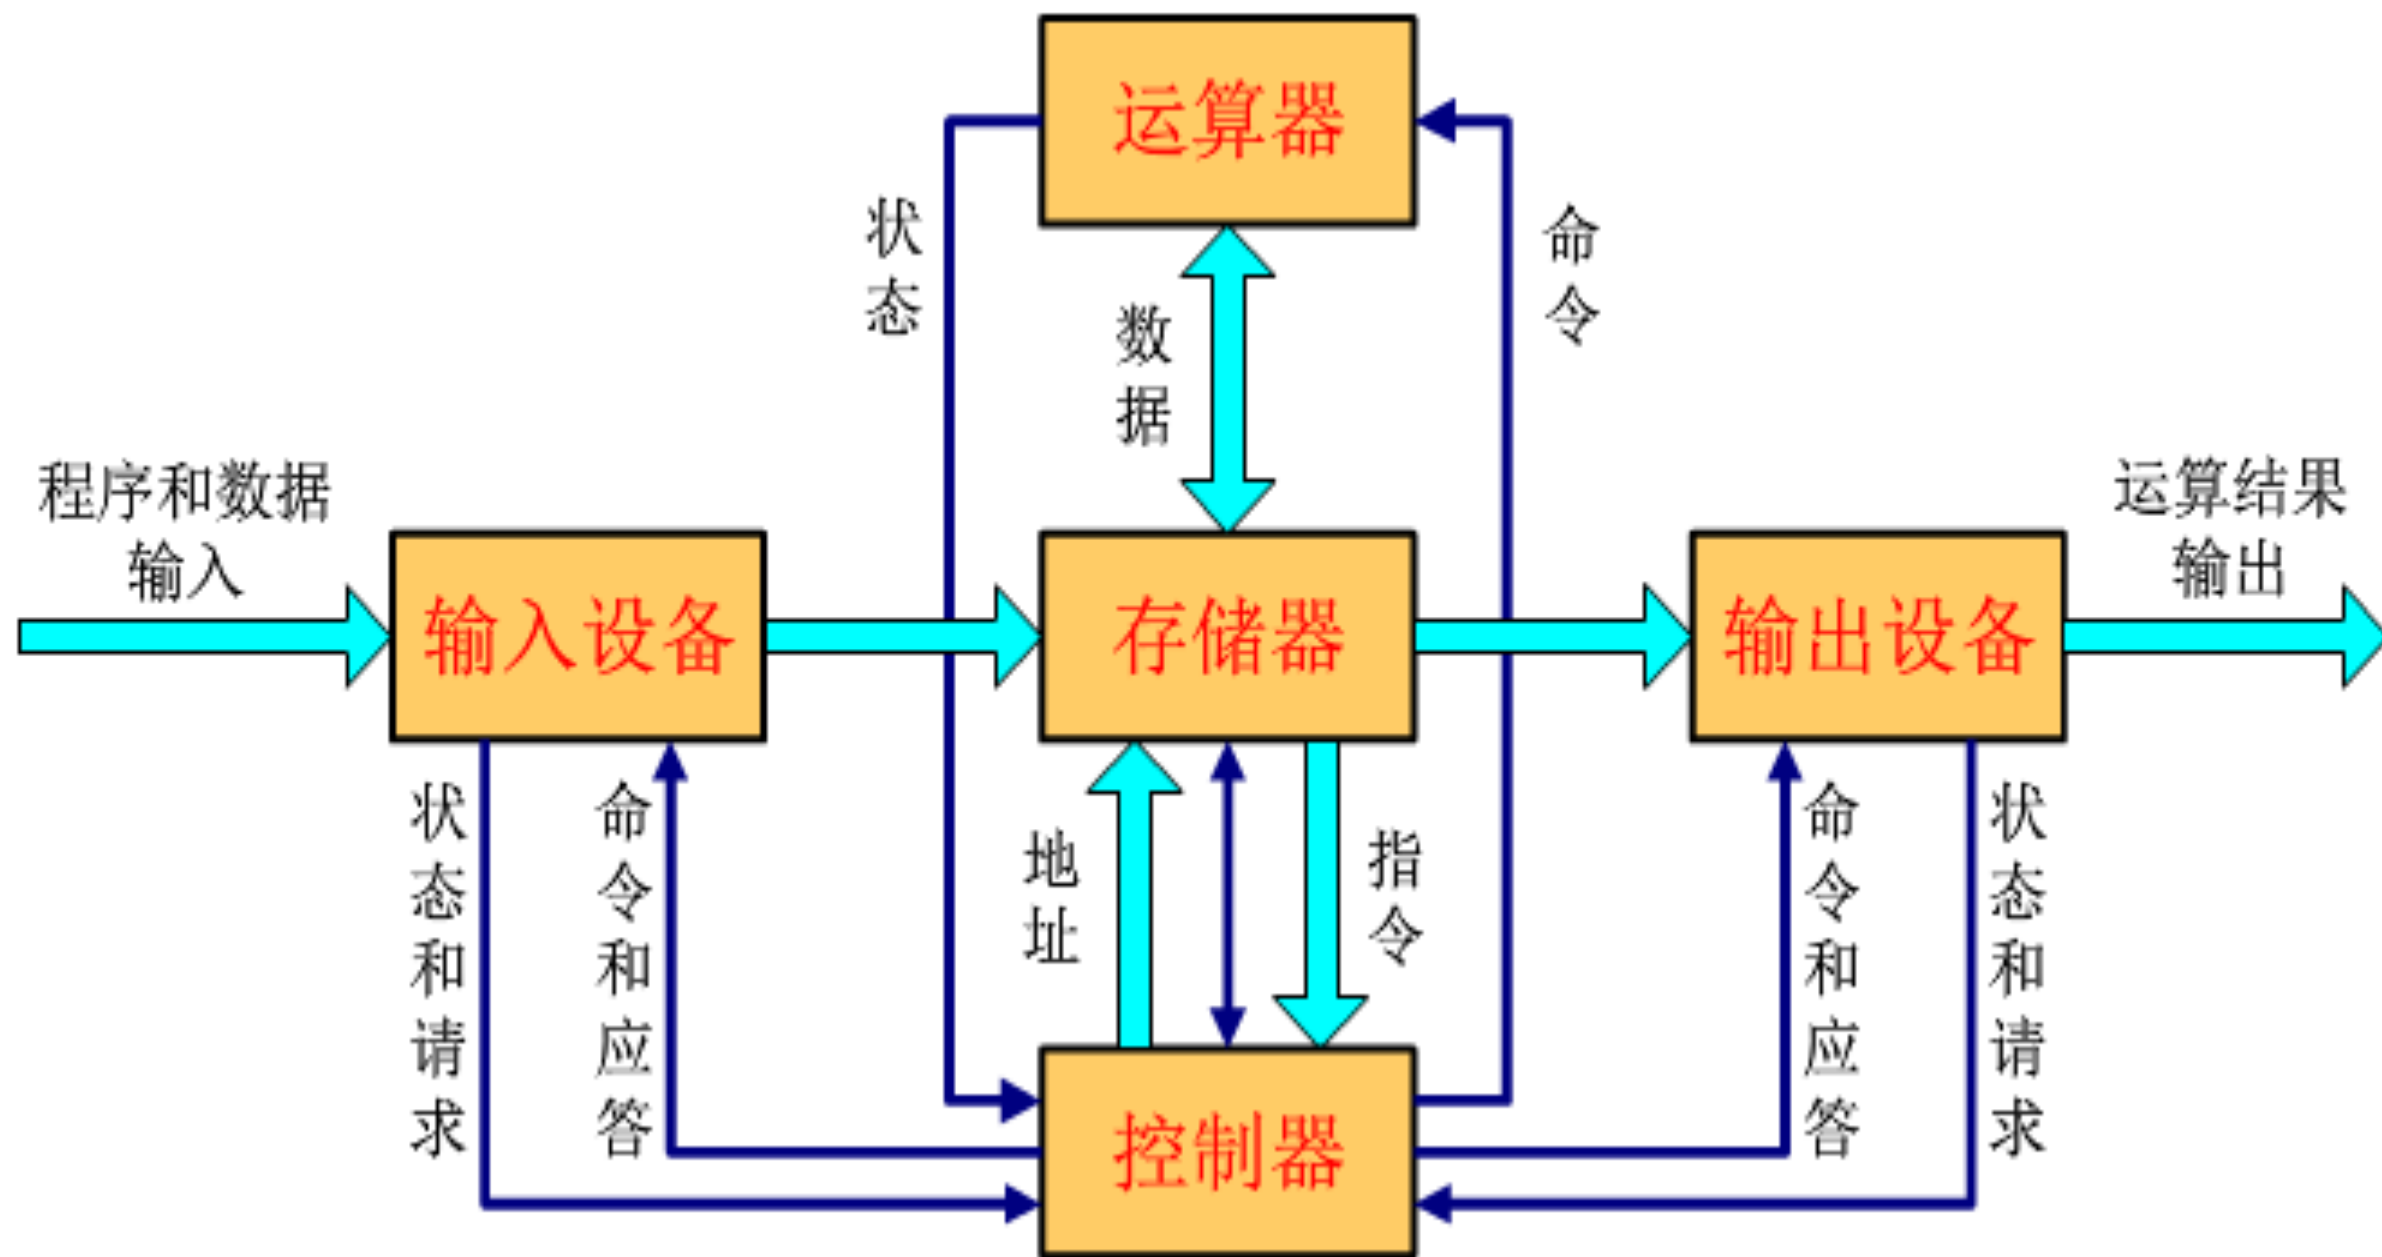 运算器
状态
命令
数据
程序和数据
输入
运算结果
输出
输入设备
存储器
输出设备
状态和请求
命令和应答
地址
指令
命令和应答
状态和请求
控制器